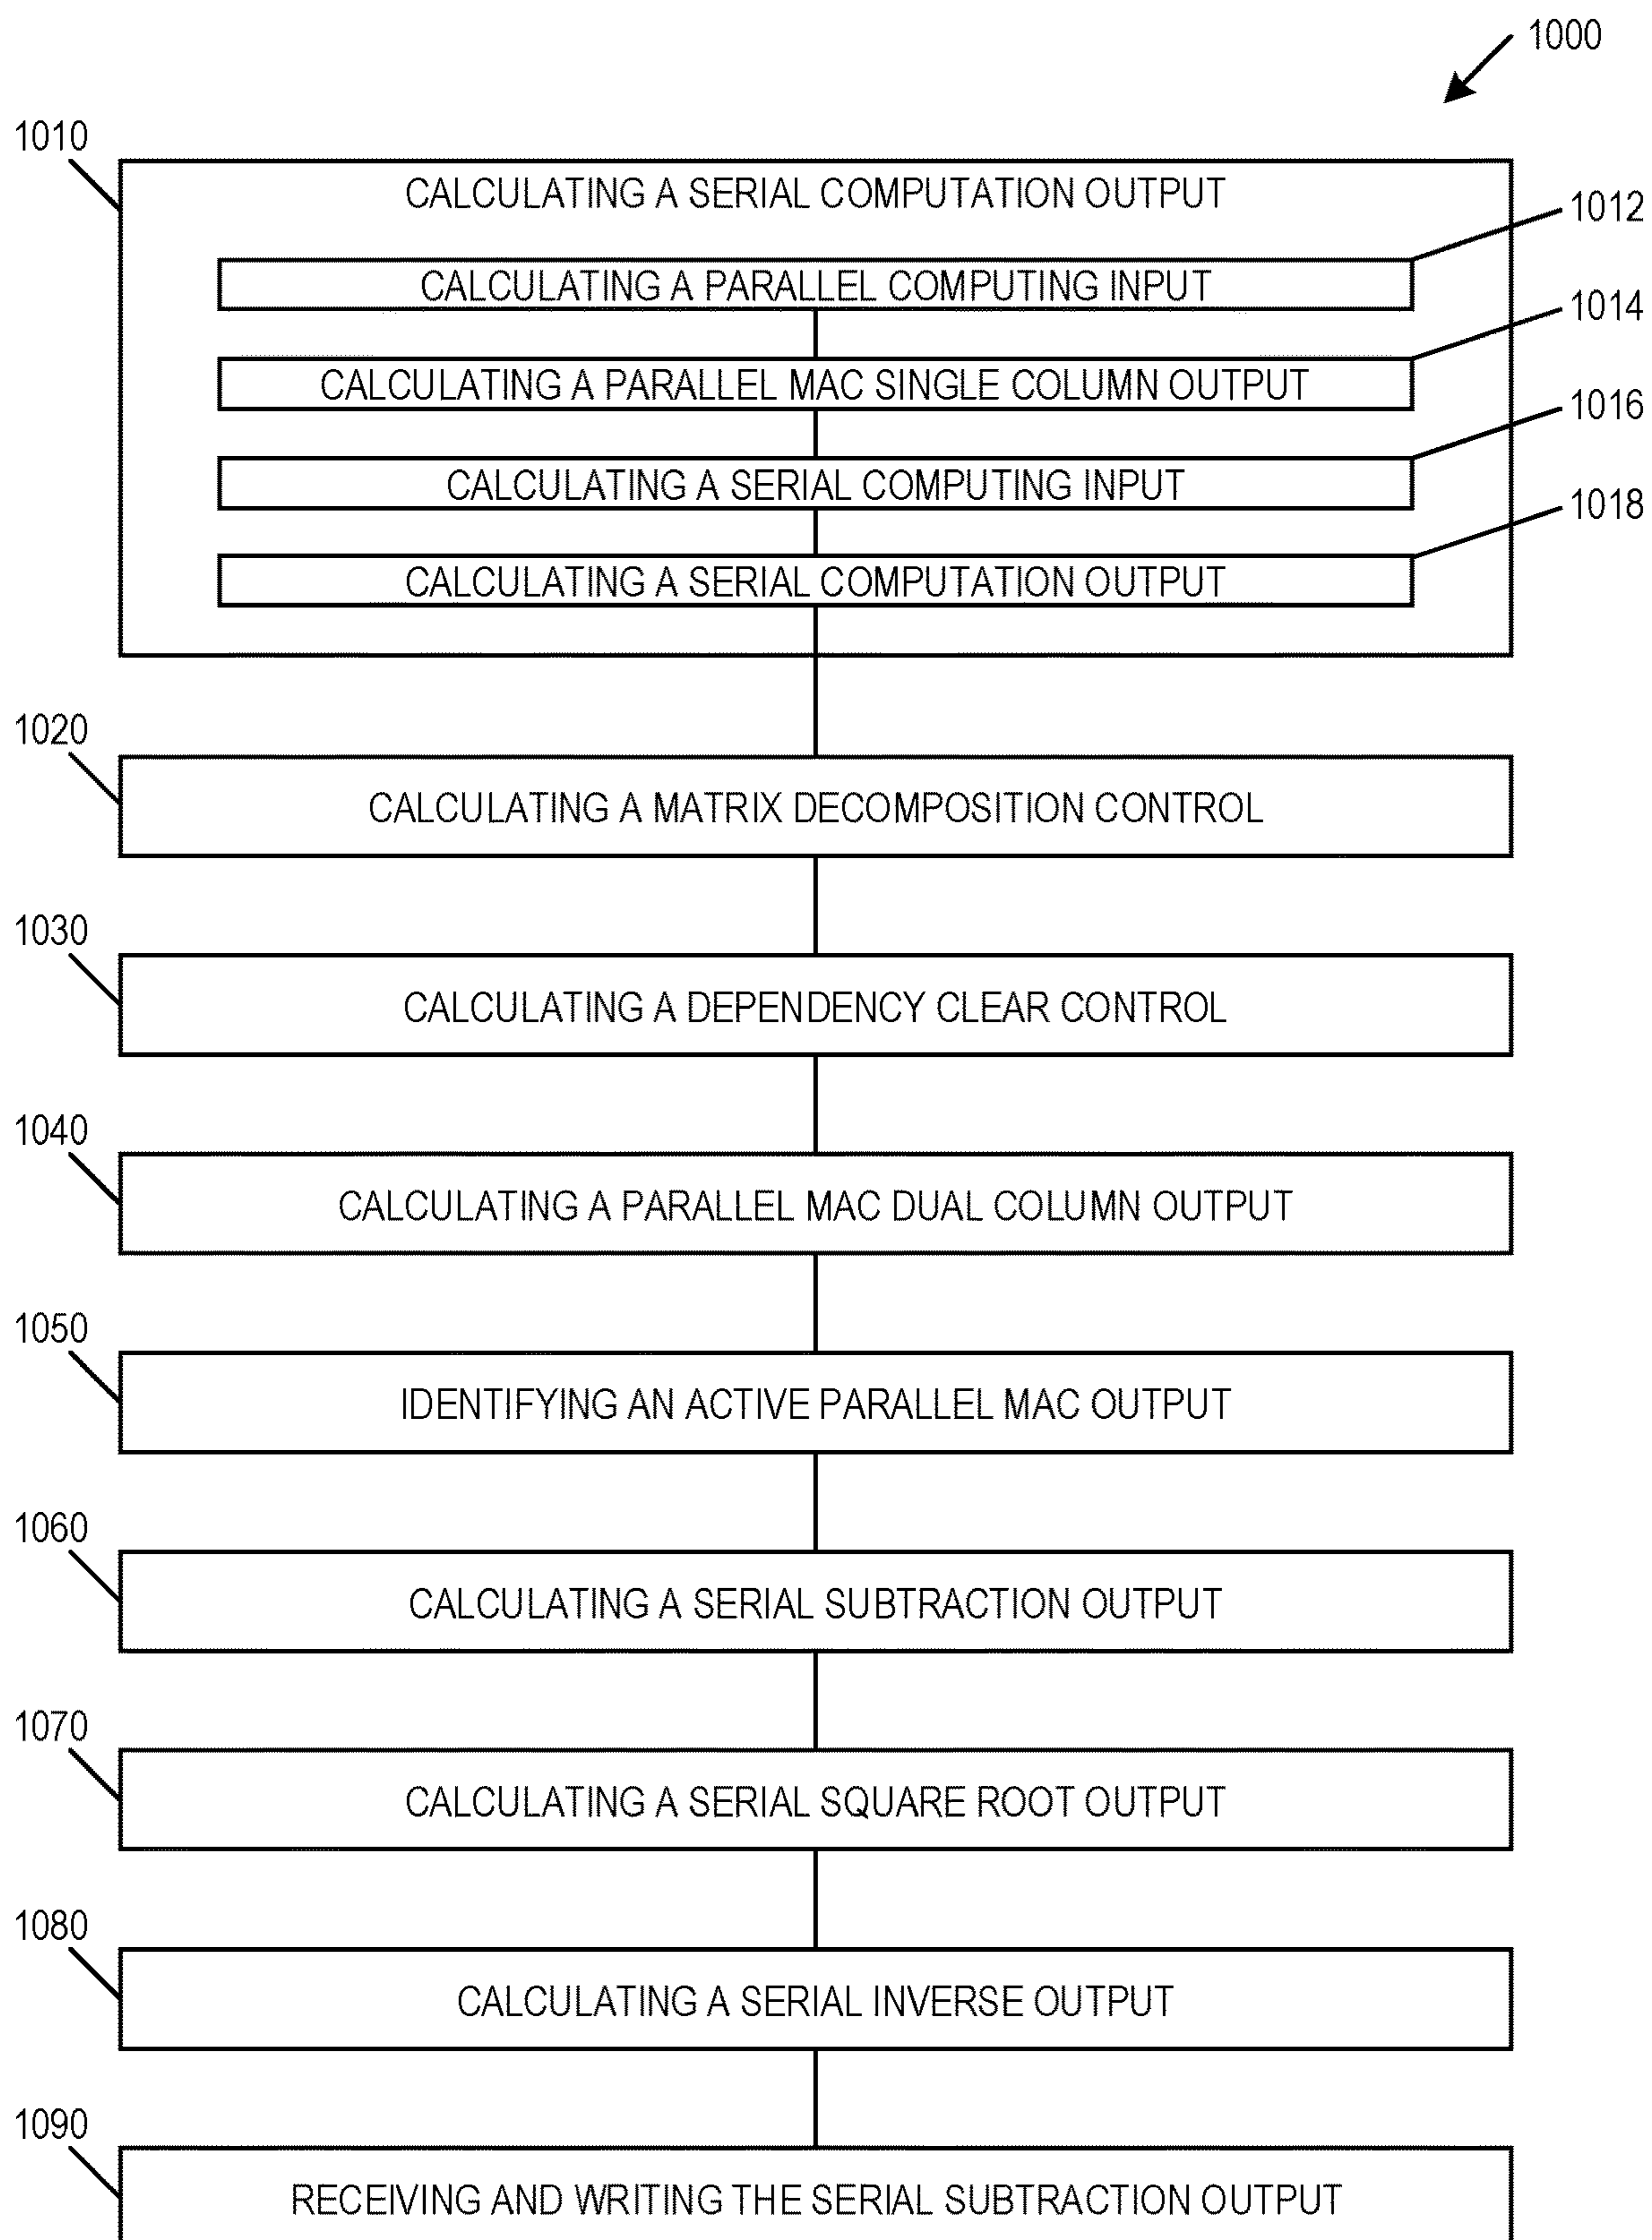 1000
1010
CALCULATING A SERIAL COMPUTATION OUTPUT
1012
CALCULATING A PARALLEL COMPUTING INPUT
1014
CALCULATING A PARALLEL MAC SINGLE COLUMN OUTPUT
1016
CALCULATING A SERIAL COMPUTING INPUT
1018
CALCULATING A SERIAL COMPUTATION OUTPUT
1020
CALCULATING A MATRIX DECOMPOSITION CONTROL
1030
CALCULATING A DEPENDENCY CLEAR CONTROL
1040
CALCULATING A PARALLEL MAC DUAL COLUMN OUTPUT
1050
IDENTIFYING AN ACTIVE PARALLEL MAC OUTPUT
1060
CALCULATING A SERIAL SUBTRACTION OUTPUT
1070
CALCULATING A SERIAL SQUARE ROOT OUTPUT
1080
CALCULATING A SERIAL INVERSE OUTPUT
1090
RECEIVING AND WRITING THE SERIAL SUBTRACTION OUTPUT